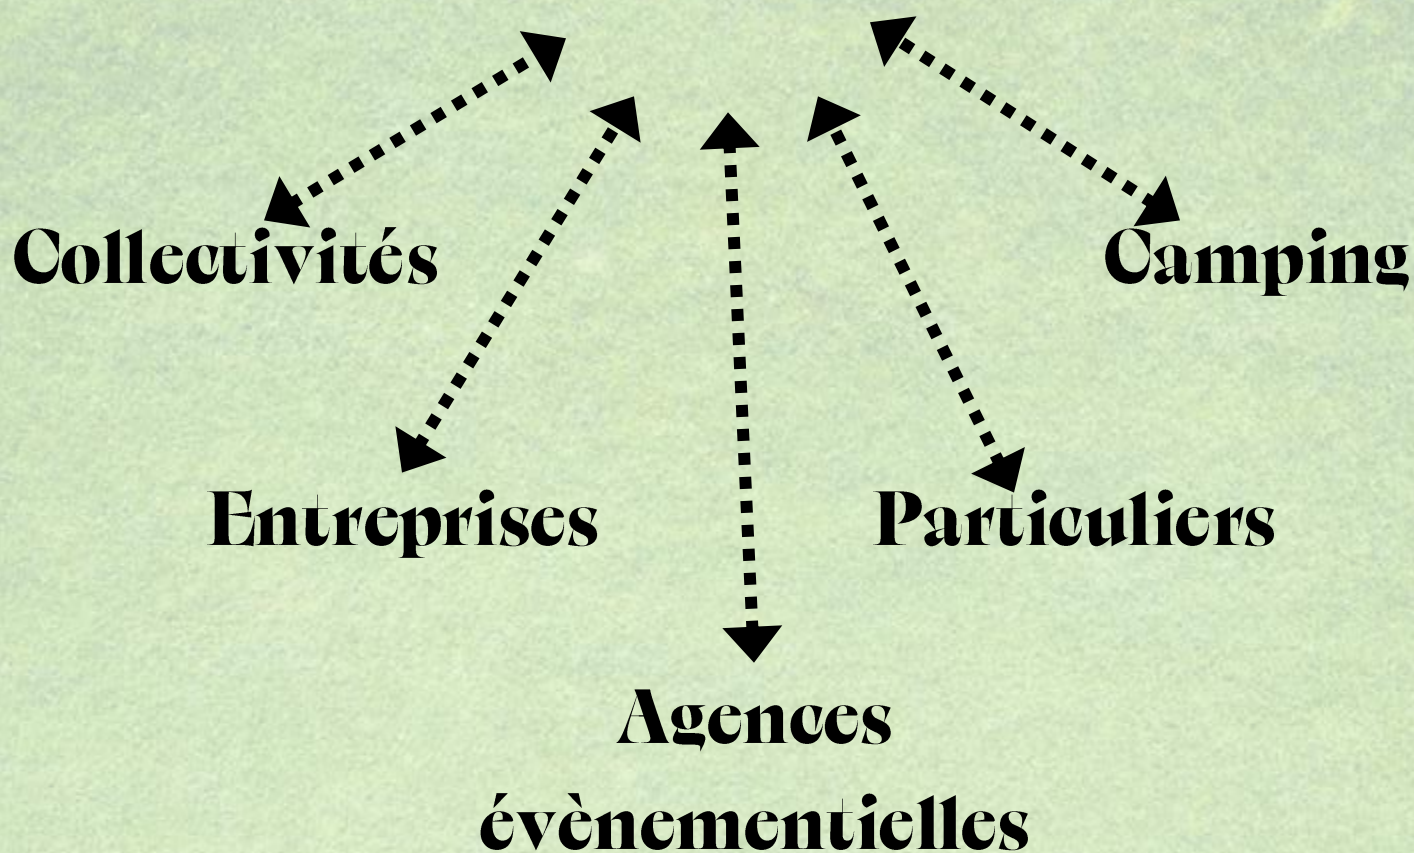 Collectivités
Camping
Entreprises
Particuliers
Agences
évènementielles